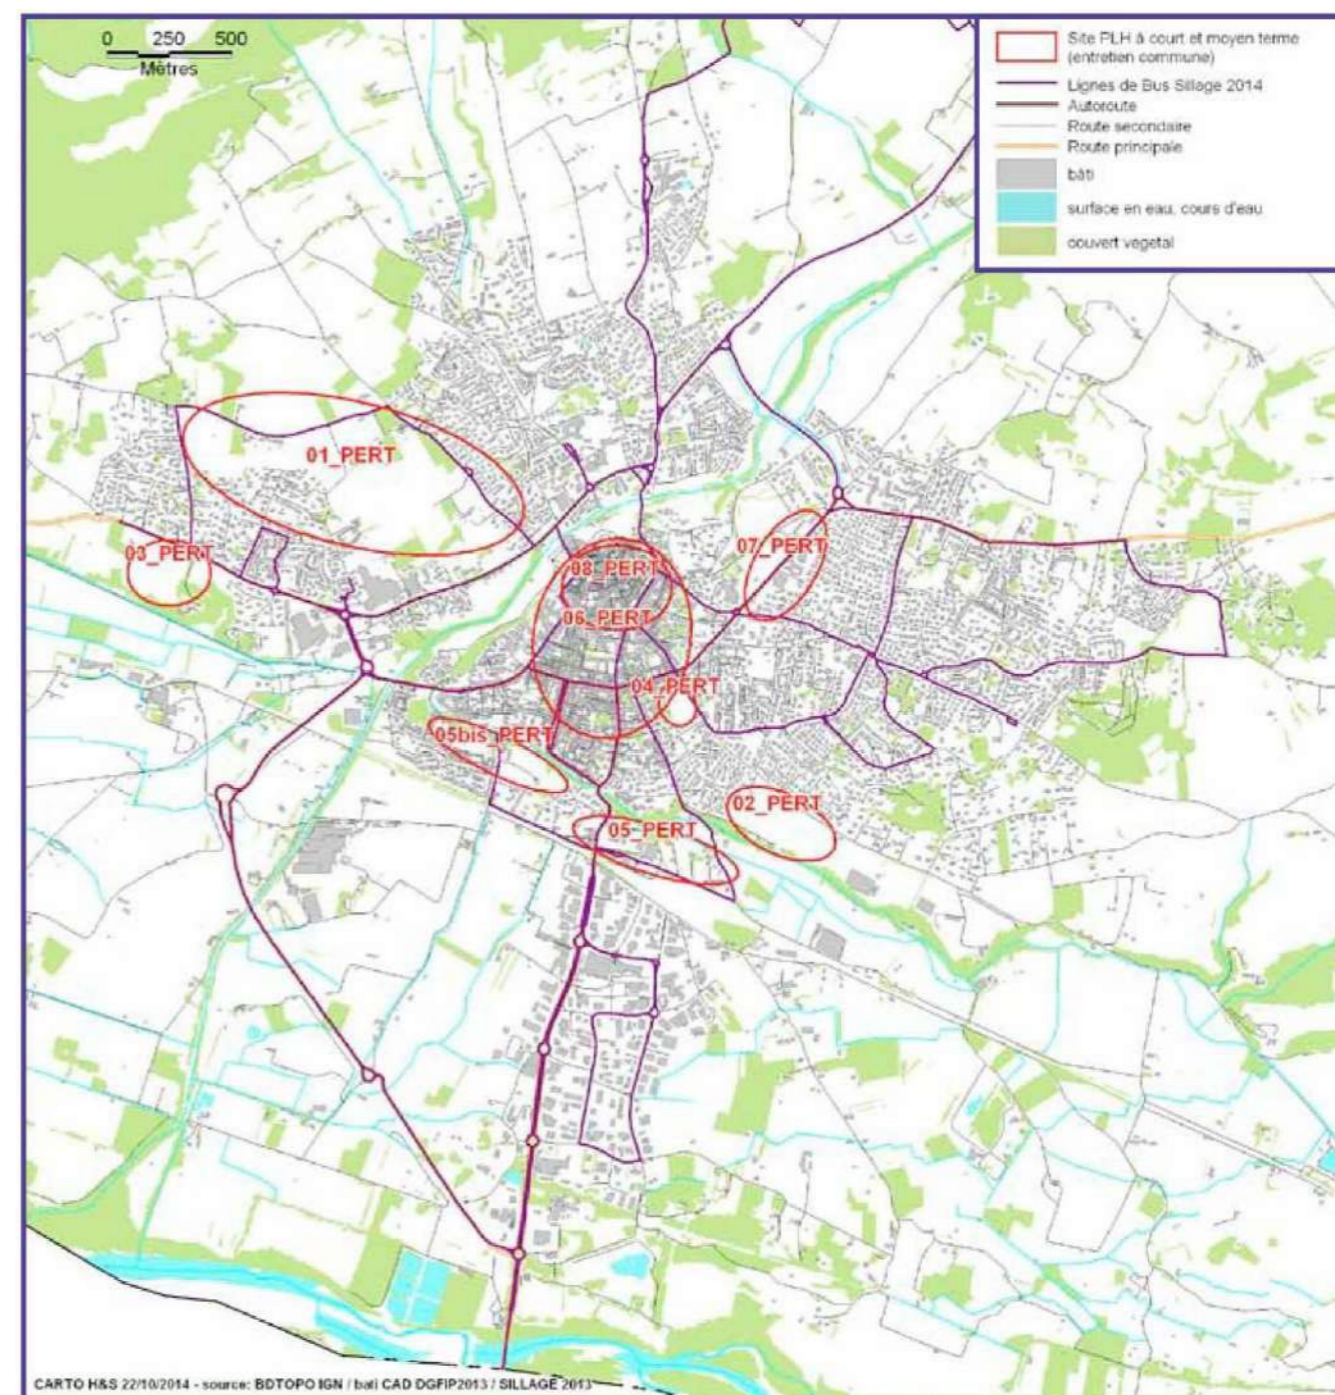 0 250 500
Mètres
Site PLH à court et moyen terme
(entretien commune)
Lignes de Bus Sillage 2014
Autoroute
Route secondaire
Route principale
bâti
surface en eau, cours d'eau
couvert vegetal
01_PERT
03_PERT
07_PERT
08_PERT
06_PERT
04_PERT
05bis_PERT
02_PERT
05_PERT
CARTO H&S 22/10/2014 - source: BDTOPO IGN / bati CAD DGFIP2013 / SILLAGE 2013